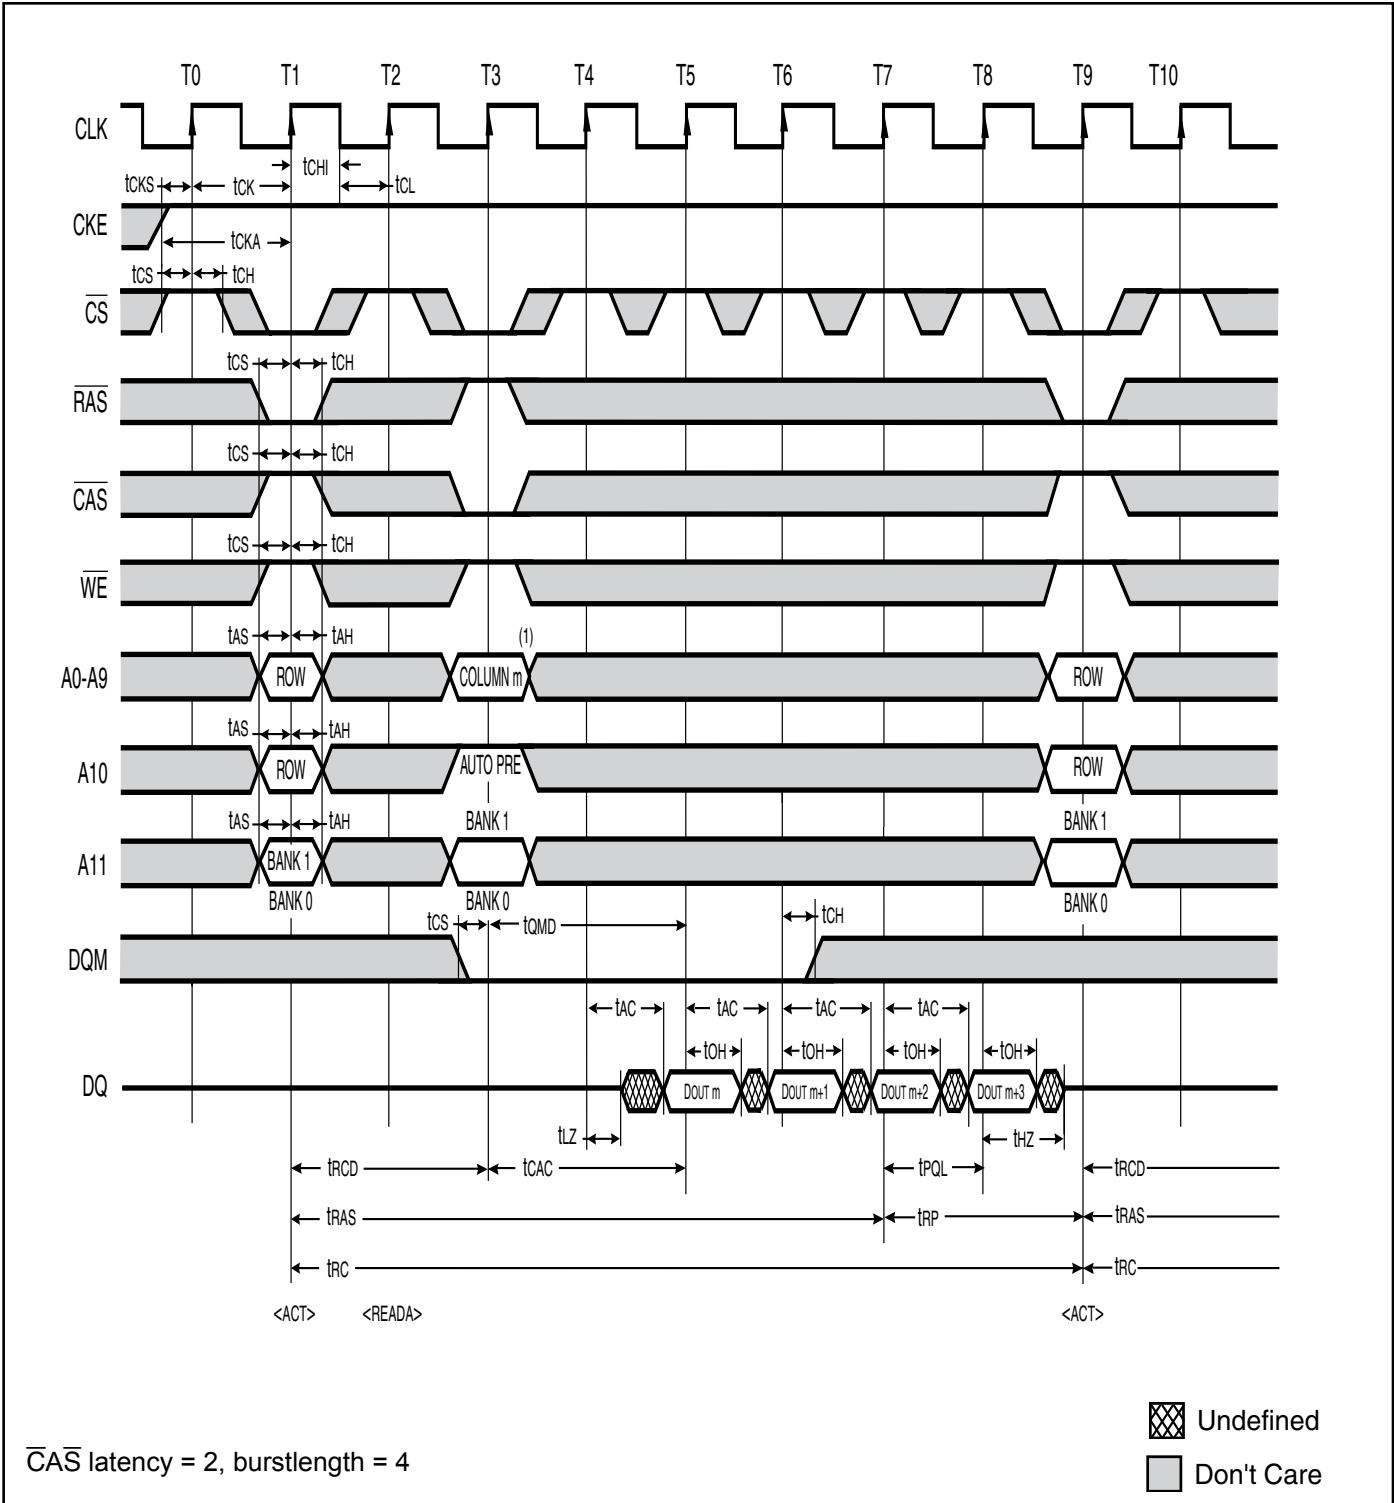 T0 T1 T2 T3 T4 T5 T6 T7 T8 T9 T10
CLK
tCHI
tCKS tCK tCL
CKE
tCKA
tCS tCH
CS
tCS tCH
RAS
tCS tCH
CAS
tCS tCH
WE
tAS tAH (1)
A0-A9 ROW COLUMN m ROW
tAS tAH
A10 ROW AUTO PRE ROW
tAS tAH BANK 1 BANK 1
A11 BANK 1
BANK 0 BANK 0 BANK 0
tCS tQMD tCH
DQM
tAC tAC tAC tAC
tOH tOH tOH tOH
DQ DOUT m DOUT m+1 DOUT m+2 DOUT m+3
tLZ tHZ
tRCD tCAC tPQL tRCD
tRAS tRP tRAS
tRC tRC
<ACT> <READA> <ACT>
Undefined
CAS latency = 2, burstlength = 4
Don't Care